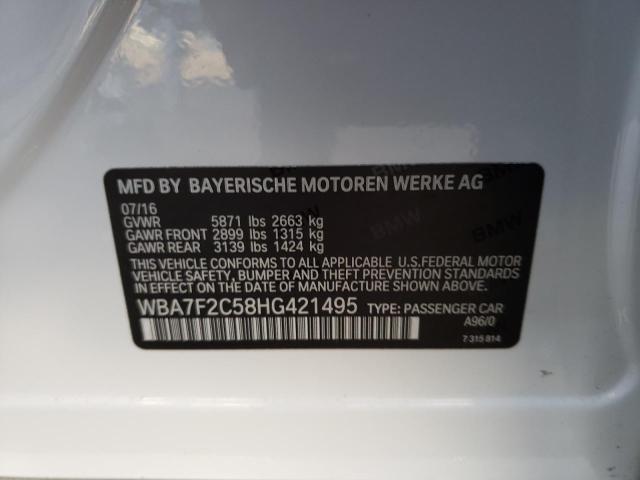 MFD BY BAYERISCHE MOTOREN WERKE AG
07/16
GVWR 5871 lbs 2663 kg
GAWR FRONT 2899 lbs 1315 kg
GAWR REAR 3139 lbs 1424 kg
THIS VEHICLE CONFORMS TO ALL APPLICABLE U.S.FEDERAL MOTOR
VEHICLE SAFETY, BUMPER AND THEFT PREVENTION STANDARDS
IN EFFECT ON THE DATE OF MANUFACTURE SHOWN ABOVE.
WBA7F2C58HG421495 TYPE: PASSENGER CAR
A96/0
7 315 814
BMW
BMW